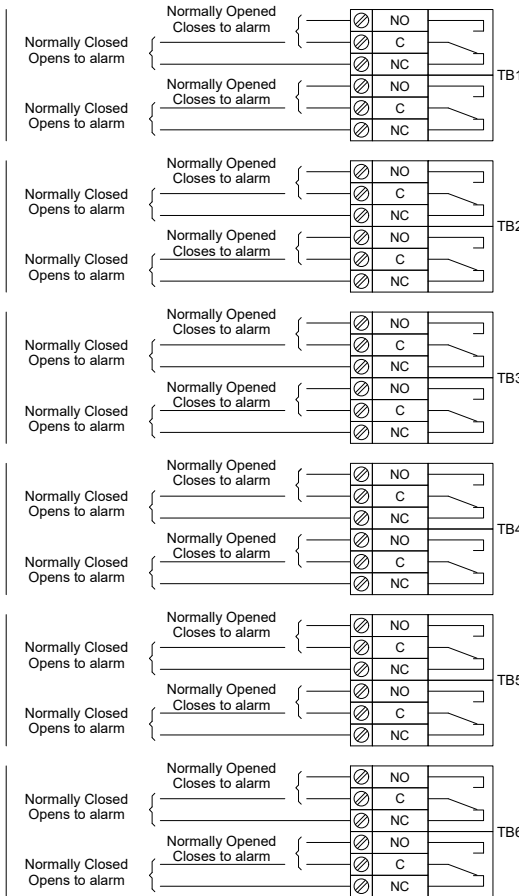 Normally Opened
Closes to alarm
NO
Normally Closed
Opens to alarm
C
NC
TB1
Normally Opened
Closes to alarm
NO
Normally Closed
Opens to alarm
C
NC
Normally Opened
Closes to alarm
NO
Normally Closed
Opens to alarm
C
NC
TB2
Normally Opened
Closes to alarm
NO
Normally Closed
Opens to alarm
C
NC
Normally Opened
Closes to alarm
NO
Normally Closed
Opens to alarm
C
NC
TB3
Normally Opened
Closes to alarm
NO
Normally Closed
Opens to alarm
C
NC
Normally Opened
Closes to alarm
NO
Normally Closed
Opens to alarm
C
NC
TB4
Normally Opened
Closes to alarm
NO
Normally Closed
Opens to alarm
C
NC
Normally Opened
Closes to alarm
NO
Normally Closed
Opens to alarm
C
NC
TB5
Normally Opened
Closes to alarm
NO
Normally Closed
Opens to alarm
C
NC
Normally Opened
Closes to alarm
NO
Normally Closed
Opens to alarm
C
NC
TB6
Normally Opened
Closes to alarm
NO
Normally Closed
Opens to alarm
C
NC